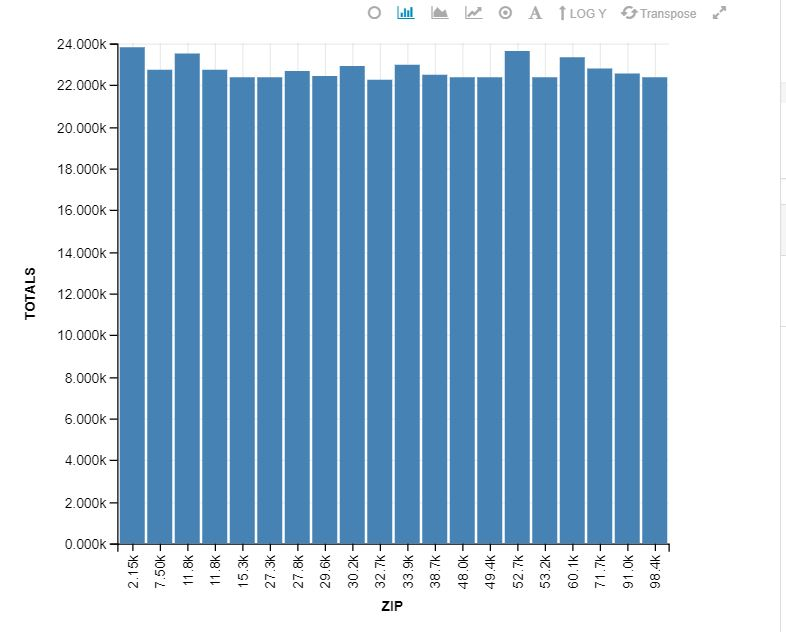 A LOG Y Transpose
24.000k
22.000k
20.000k
18.000k
16.000k
14.000k
12.000k
10.000k
8.000k
6.000k
4.000k
2.000k
0.000k
TOTALS
2.15k 7.50k 11.8k 11.8k 15.3k 27.3k 27.8k 29.6k 30.2k 32.7k 33.9k 38.7k 48.0k 49.4k 52.7k 53.2k 60.1k 71.7k 91.0k 98.4k
ZIP